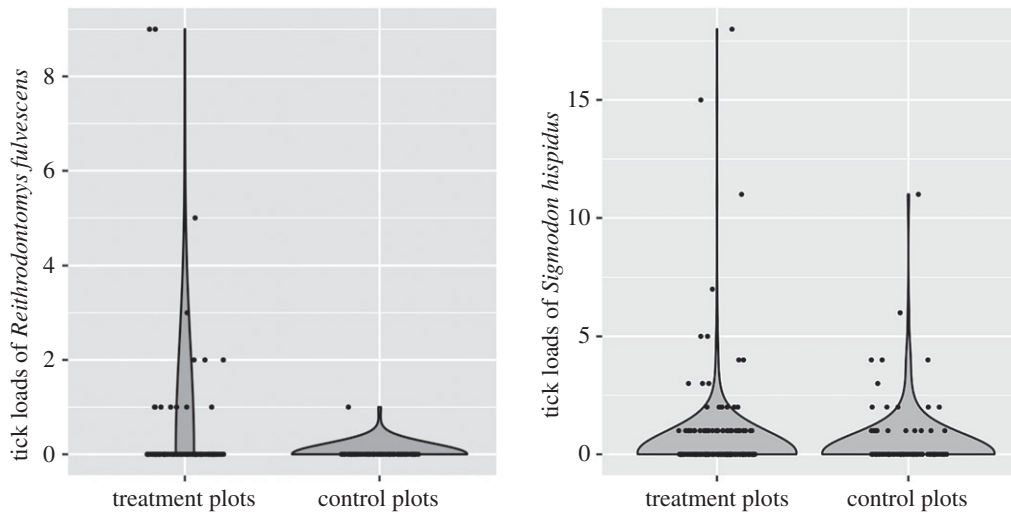 tick loads of Reithrodontomys fulvescens
8
6
4
2
0
treatment plots
control plots
tick loads of Sigmodon hispidus
15
10
5
0
treatment plots
control plots